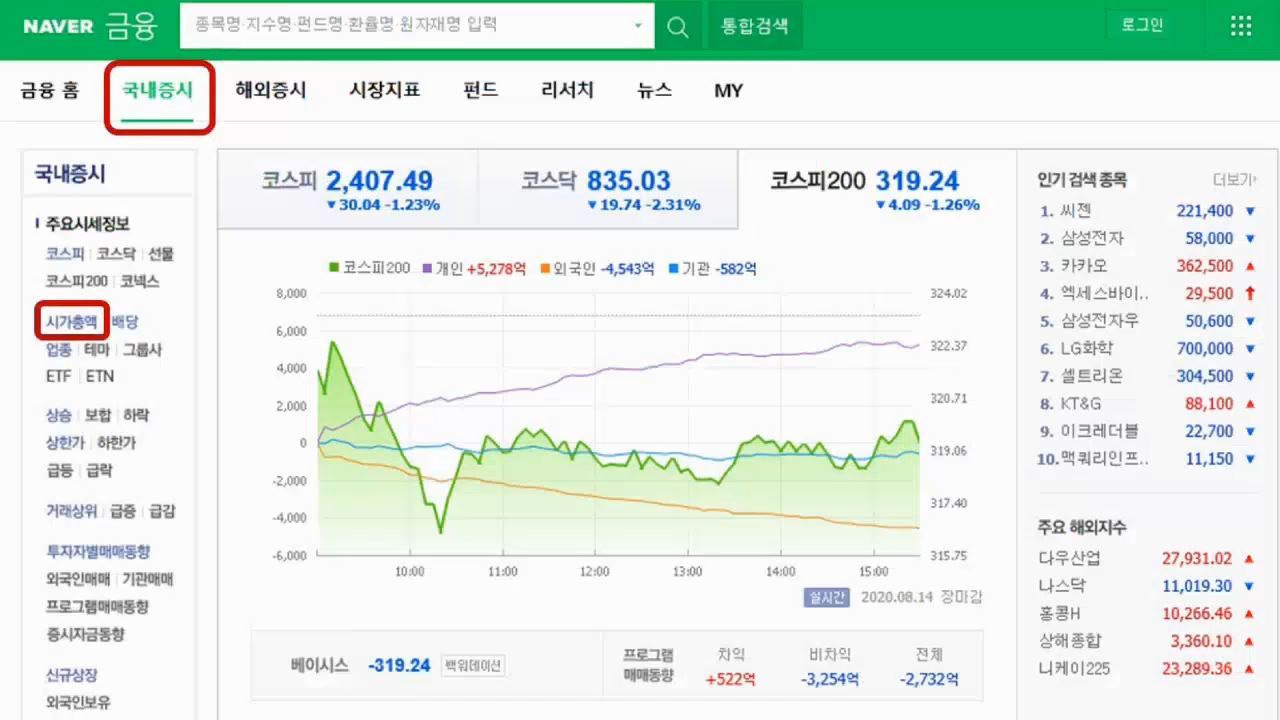 NAVER 금융 종목명·지수명·펀드명·환율명·원자재명 입력 통합검색 로그인
금융 홈 국내증시 해외증시 시장지표 펀드 리서치 뉴스 MY
국내증시
주요시세정보
코스피 코스닥 선물
코스피200 코넥스
시가총액 배당
업종 테마 그룹사
ETF ETN
상승 보합 하락
상한가 하한가
급등 급락
거래상위 급증 급감
투자자별매매동향
외국인매매 기관매매
프로그램매매동향
증시자금동향
신규상장
외국인보유
코스피 2,407.49
▼30.04 -1.23%
코스닥 835.03
▼19.74 -2.31%
코스피200 319.24
▼4.09 -1.26%
코스피200 개인 +5,278억 외국인 -4,543억 기관 -582억
8,000 324.02
6,000 322.37
4,000 320.71
2,000 319.06
0 317.40
-2,000 315.75
-4,000
-6,000
10:00 11:00 12:00 13:00 14:00 15:00
실시간 2020.08.14 장마감
베이시스 -319.24 백워데이션
프로그램 매매동향
차익 비차익 전체
+522억 -3,254억 -2,732억
인기 검색 종목 더보기
1. 씨젠 221,400 ▼
2. 삼성전자 58,000 ▼
3. 카카오 362,500 ▲
4. 엑세스바이.. 29,500 ↑
5. 삼성전자우 50,600 ▼
6. LG화학 700,000 ▼
7. 셀트리온 304,500 ▼
8. KT&G 88,100 ▲
9. 이크레더블 22,700 ▼
10.맥쿼리인프.. 11,150 ▼
주요 해외지수
다우산업 27,931.02 ▲
나스닥 11,019.30 ▼
홍콩H 10,266.46 ▲
상해종합 3,360.10 ▲
니케이225 23,289.36 ▲